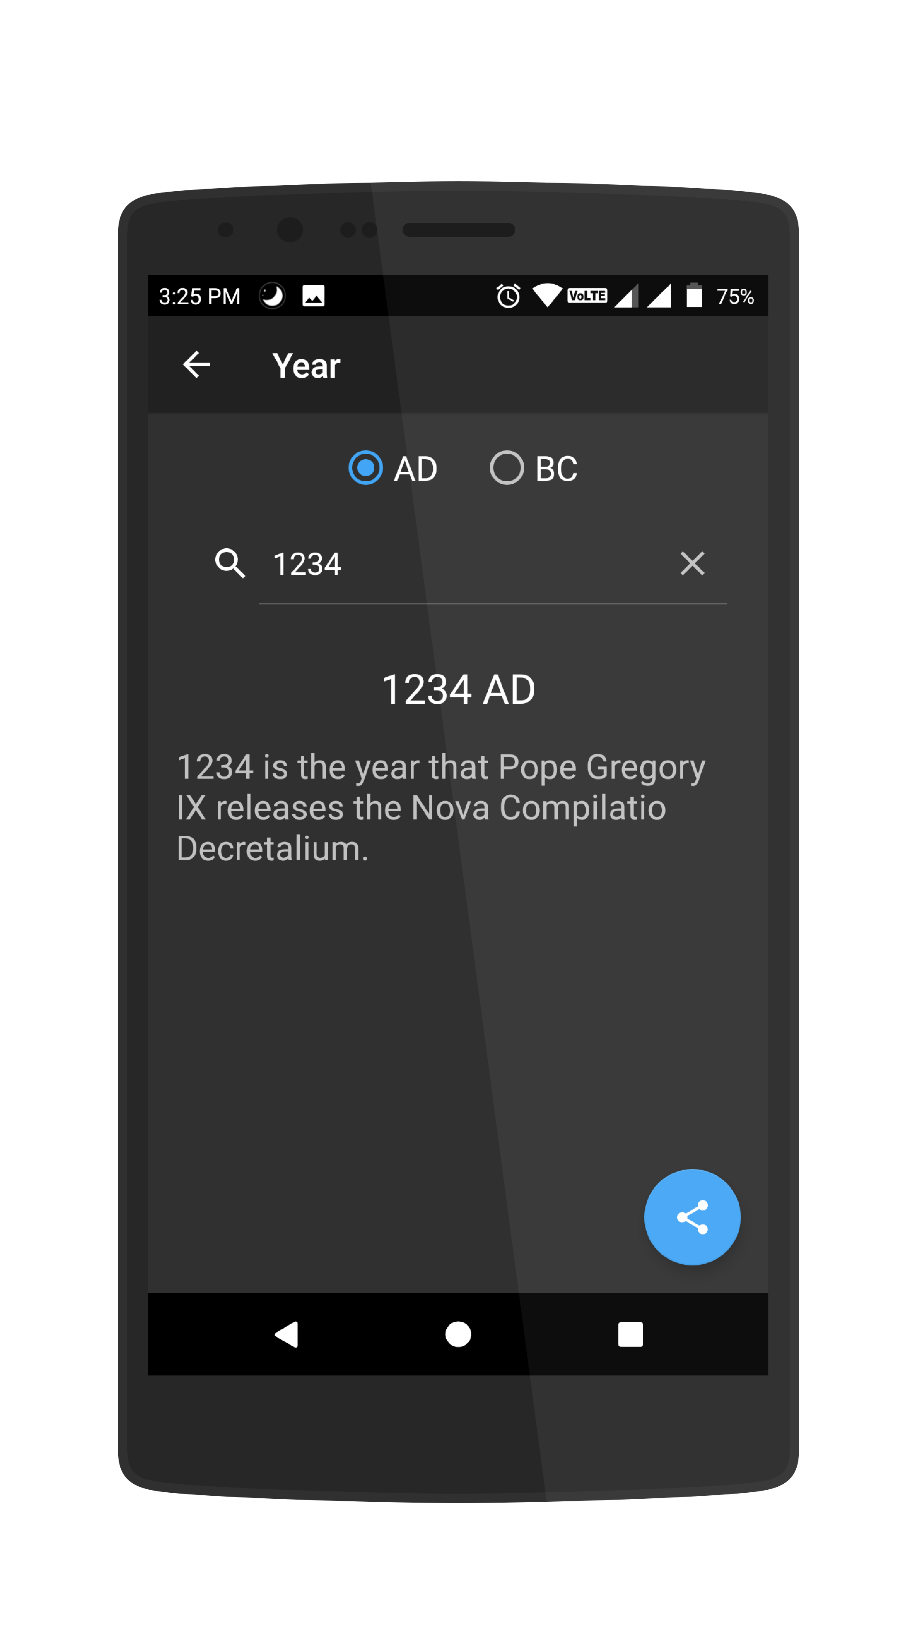 3:25 PM VoLTE 75%
Year
AD BC
1234
1234 AD
1234 is the year that Pope Gregory
IX releases the Nova Compilatio
Decretalium.